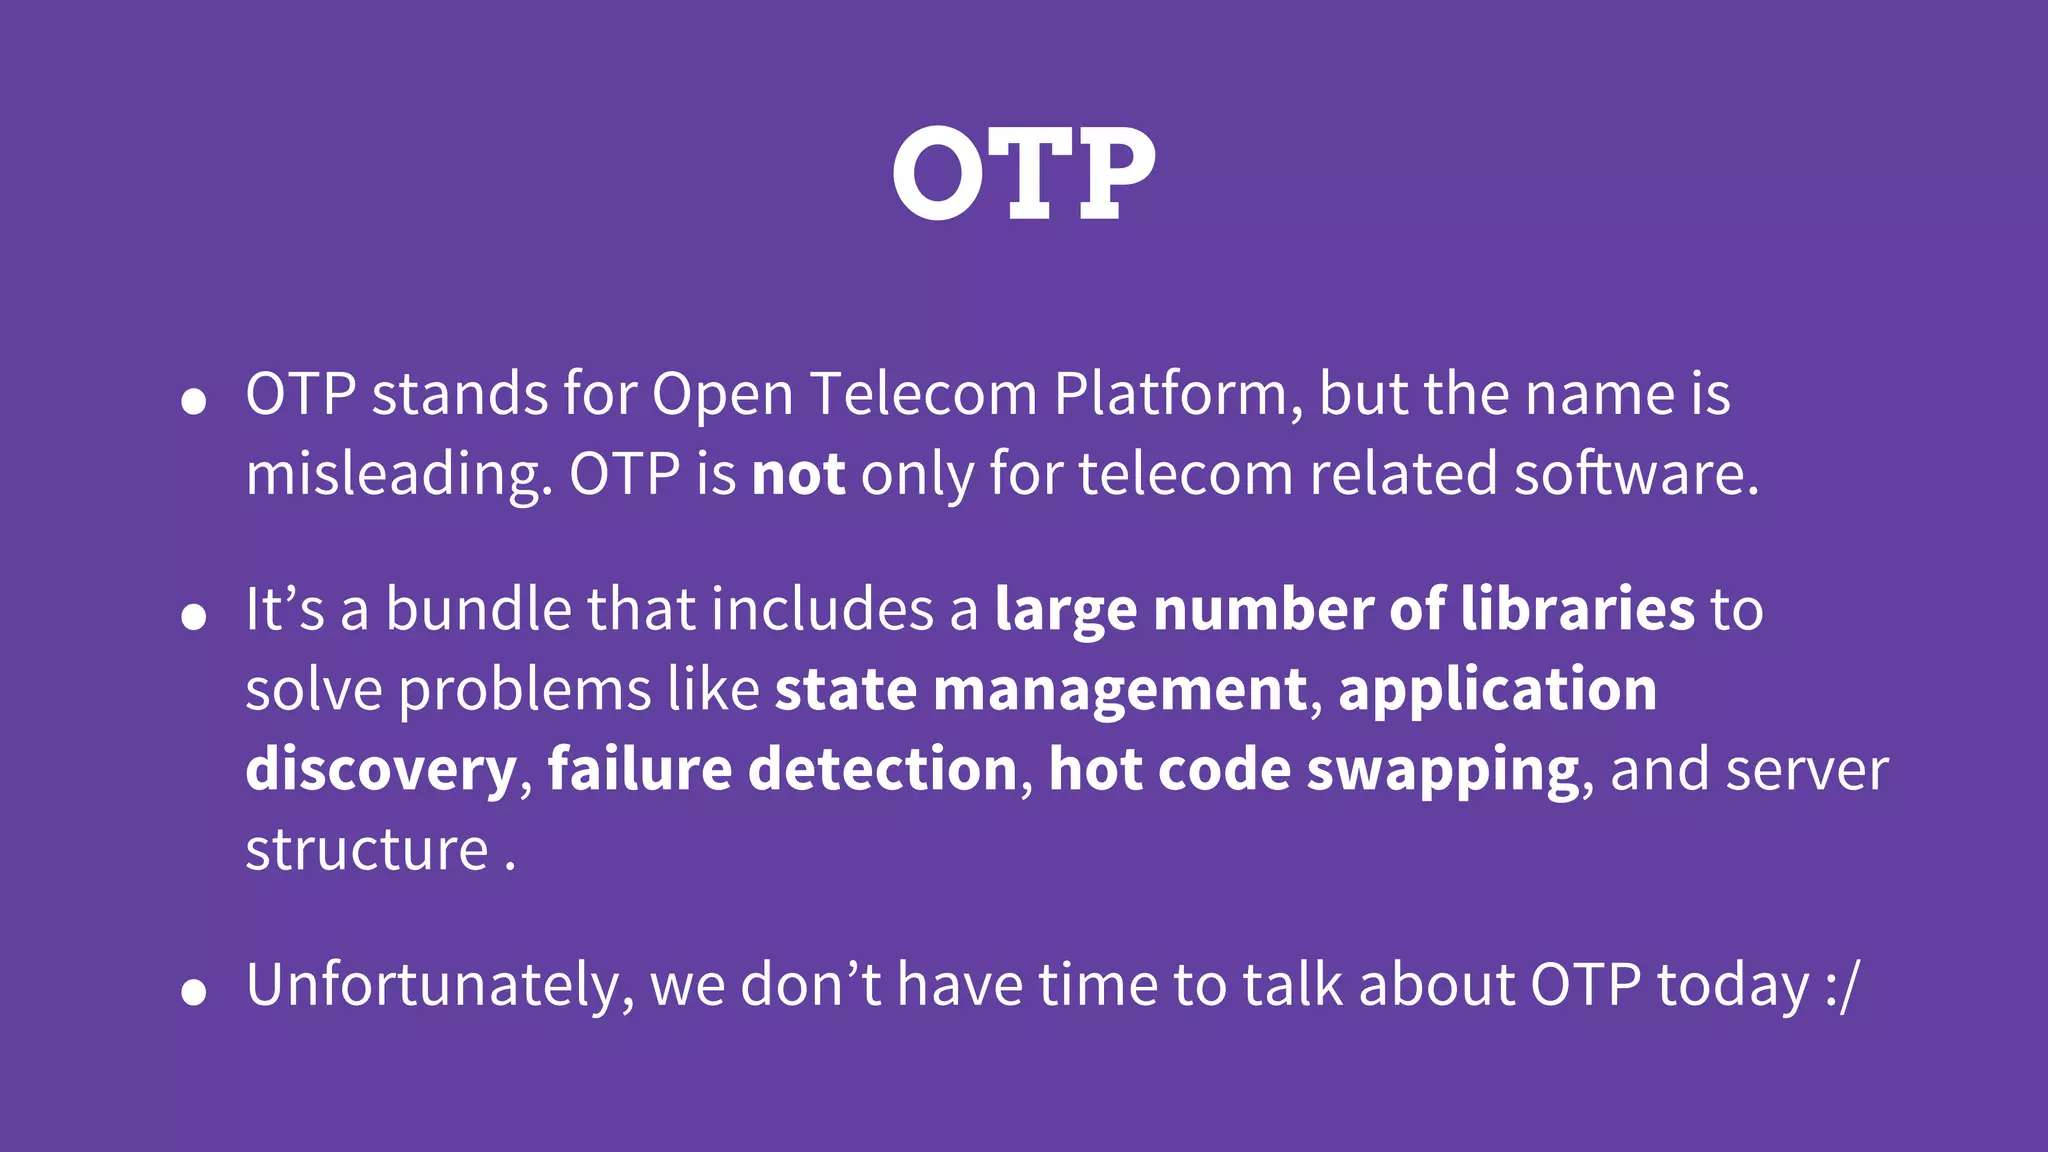 OTP
• OTP stands for Open Telecom Platform, but the name is
misleading. OTP is not only for telecom related software.
• It’s a bundle that includes a large number of libraries to
solve problems like state management, application
discovery, failure detection, hot code swapping, and server
structure .
• Unfortunately, we don’t have time to talk about OTP today :/